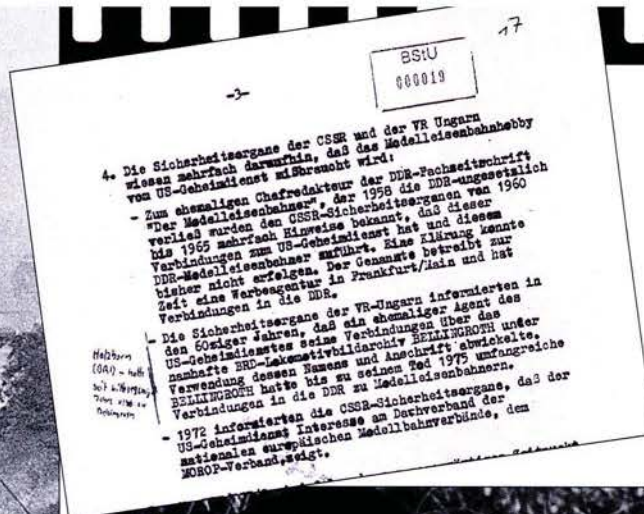 17
BStU
000019
-3-
4. Die Sicherheitsorgane der CSSR und der VR Ungarn
wiesen mehrfach daraufhin, daß das Modelleisenbahnhobby
vom US-Geheimdienst mißbraucht wird:
- Zum ehemaligen Chefredakteur der DDR-Fachzeitschrift
"Der Modelleisenbahner", der 1958 die DDR-ungesetzlich
verließ wurden den CSSR-Sicherheitsorganen von 1960
bis 1965 mehrfach Hinweise bekannt, daß dieser
Verbindungen zum US-Geheimdienst hat und diesem
DDR-Modelleisenbahner zuführt. Eine Klärung konnte
bisher nicht erfolgen. Der Genannte betreibt zur
Zeit eine Werbeagentur in Frankfurt/Main und hat
Verbindungen in die DDR.
- Die Sicherheitsorgane der VR-Ungarn informierten in
den 60siger Jahren, daß ein ehemaliger Agent des
US-Geheimdienstes seine Verbindungen über das
namhafte BRD-Lokomotivbildarchiv BELLINGROTH unter
Verwendung dessen Namens und Anschrift abwickelte.
BELLINGROTH hatte bis zu seinem Tod 1975 umfangreiche
Verbindungen in die DDR zu Modelleisenbahnern.
- 1972 informierten die CSSR-Sicherheitsorgane, daß der
US-Geheimdienst Interesse am Dachverband der
nationalen europäischen Modellbahnverbände, dem
MOROP-Verband, zeigt.